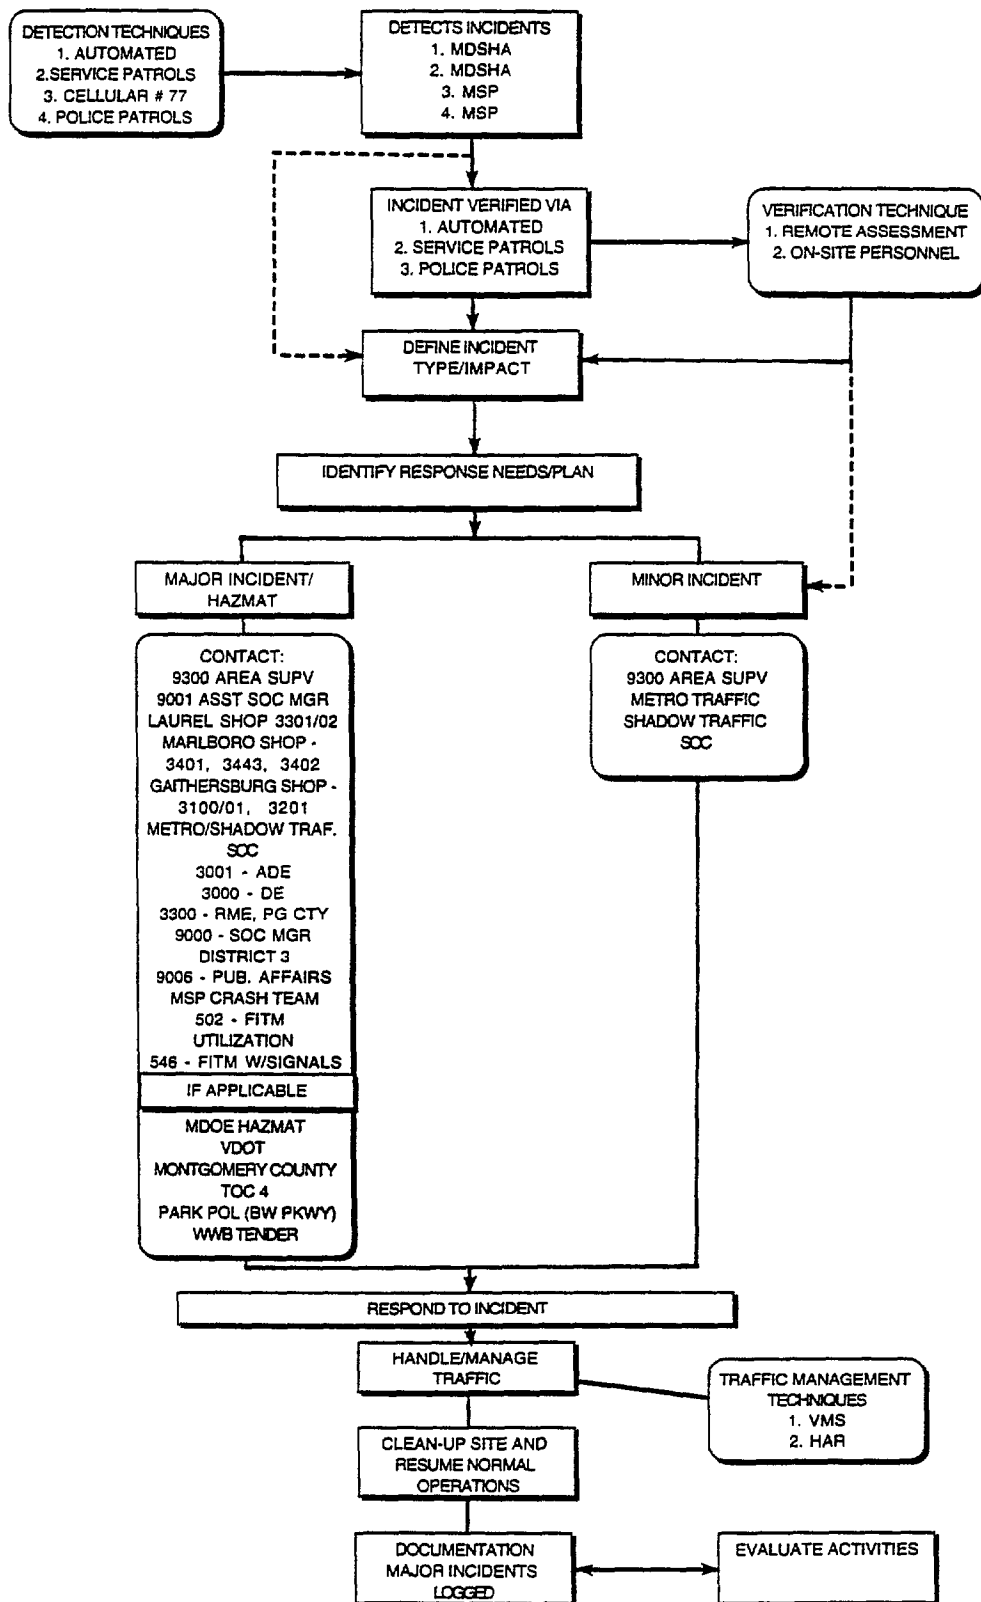 DETECTION TECHNIQUES
1. AUTOMATED
2.SERVICE PATROLS
3. CELLULAR # 77
4. POLICE PATROLS
DETECTS INCIDENTS
1. MDSHA
2. MDSHA
3. MSP
4. MSP
INCIDENT VERIFIED VIA
1. AUTOMATED
2. SERVICE PATROLS
3. POLICE PATROLS
VERIFICATION TECHNIQUE
1. REMOTE ASSESSMENT
2. ON-SITE PERSONNEL
DEFINE INCIDENT
TYPE/IMPACT
IDENTIFY RESPONSE NEEDS/PLAN
MAJOR INCIDENT/
HAZMAT
MINOR INCIDENT
CONTACT:
9300 AREA SUPV
9001 ASST SOC MGR
LAUREL SHOP 3301/02
MARLBORO SHOP -
3401, 3443, 3402
GAITHERSBURG SHOP -
3100/01, 3201
METRO/SHADOW TRAF.
SOC
3001 - ADE
3000 - DE
3300 - RME, PG CTY
9000 - SOC MGR
DISTRICT 3
9006 - PUB. AFFAIRS
MSP CRASH TEAM
502 - FITM
UTILIZATION
546 - FITM W/SIGNALS
IF APPLICABLE
MDOE HAZMAT
VDOT
MONTGOMERY COUNTY
TOC 4
PARK POL (BW PKWY)
WWB TENDER
CONTACT:
9300 AREA SUPV
METRO TRAFFIC
SHADOW TRAFFIC
SOC
RESPOND TO INCIDENT
HANDLE/MANAGE
TRAFFIC
TRAFFIC MANAGEMENT
TECHNIQUES
1. VMS
2. HAR
CLEAN-UP SITE AND
RESUME NORMAL
OPERATIONS
DOCUMENTATION
MAJOR INCIDENTS
LOGGED
EVALUATE ACTIVITIES